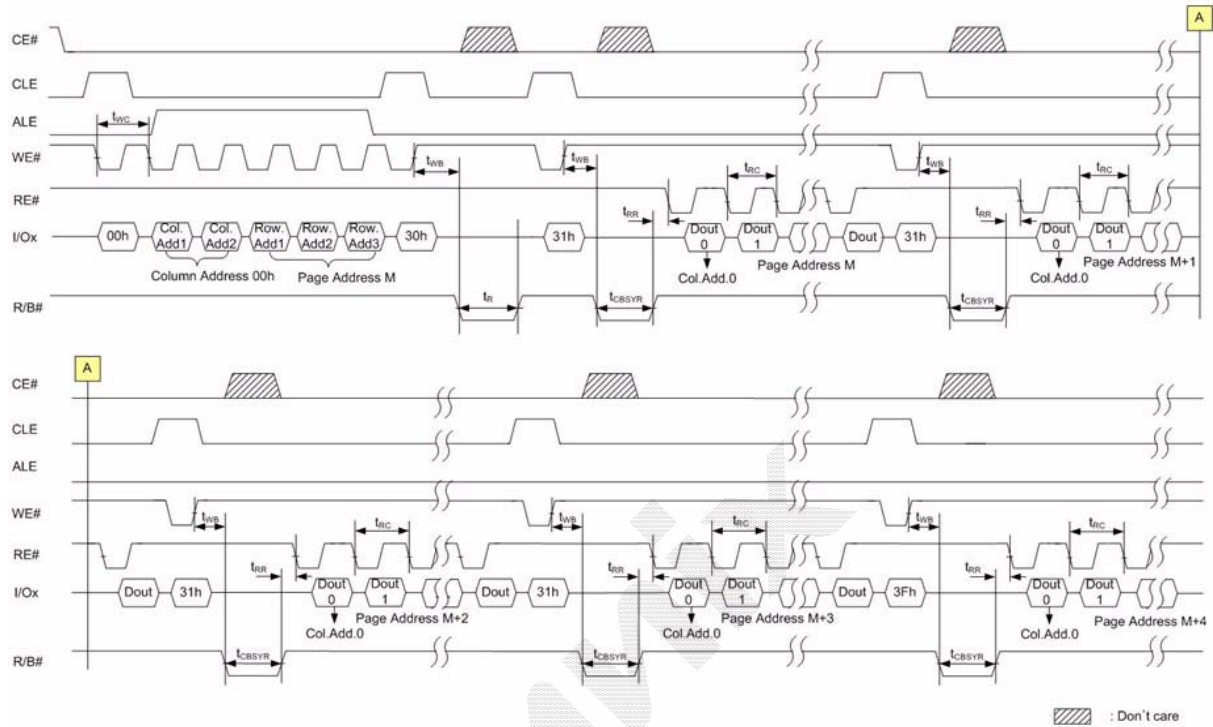 A
CE#
CLE
ALE
tWC
WE#
tWB
tWB
tWB
RE#
tRC
tRC
tRR
tRR
I/Ox
00h
Col. Add1
Col. Add2
Row. Add1
Row. Add2
Row. Add3
30h
31h
Dout 0
Dout 1
Dout
31h
Dout 0
Dout 1
Column Address 00h
Page Address M
Col.Add.0
Page Address M
Col.Add.0
Page Address M+1
R/B#
tR
tCBSYR
tCBSYR
A
CE#
CLE
ALE
WE#
tWB
tWB
tWB
RE#
tRC
tRC
tRC
tRR
tRR
tRR
I/Ox
Dout
31h
Dout 0
Dout 1
Dout
31h
Dout 0
Dout 1
Dout
3Fh
Dout 0
Dout 1
Col.Add.0
Page Address M+2
Col.Add.0
Page Address M+3
Col.Add.0
Page Address M+4
R/B#
tCBSYR
tCBSYR
tCBSYR
: Don't care